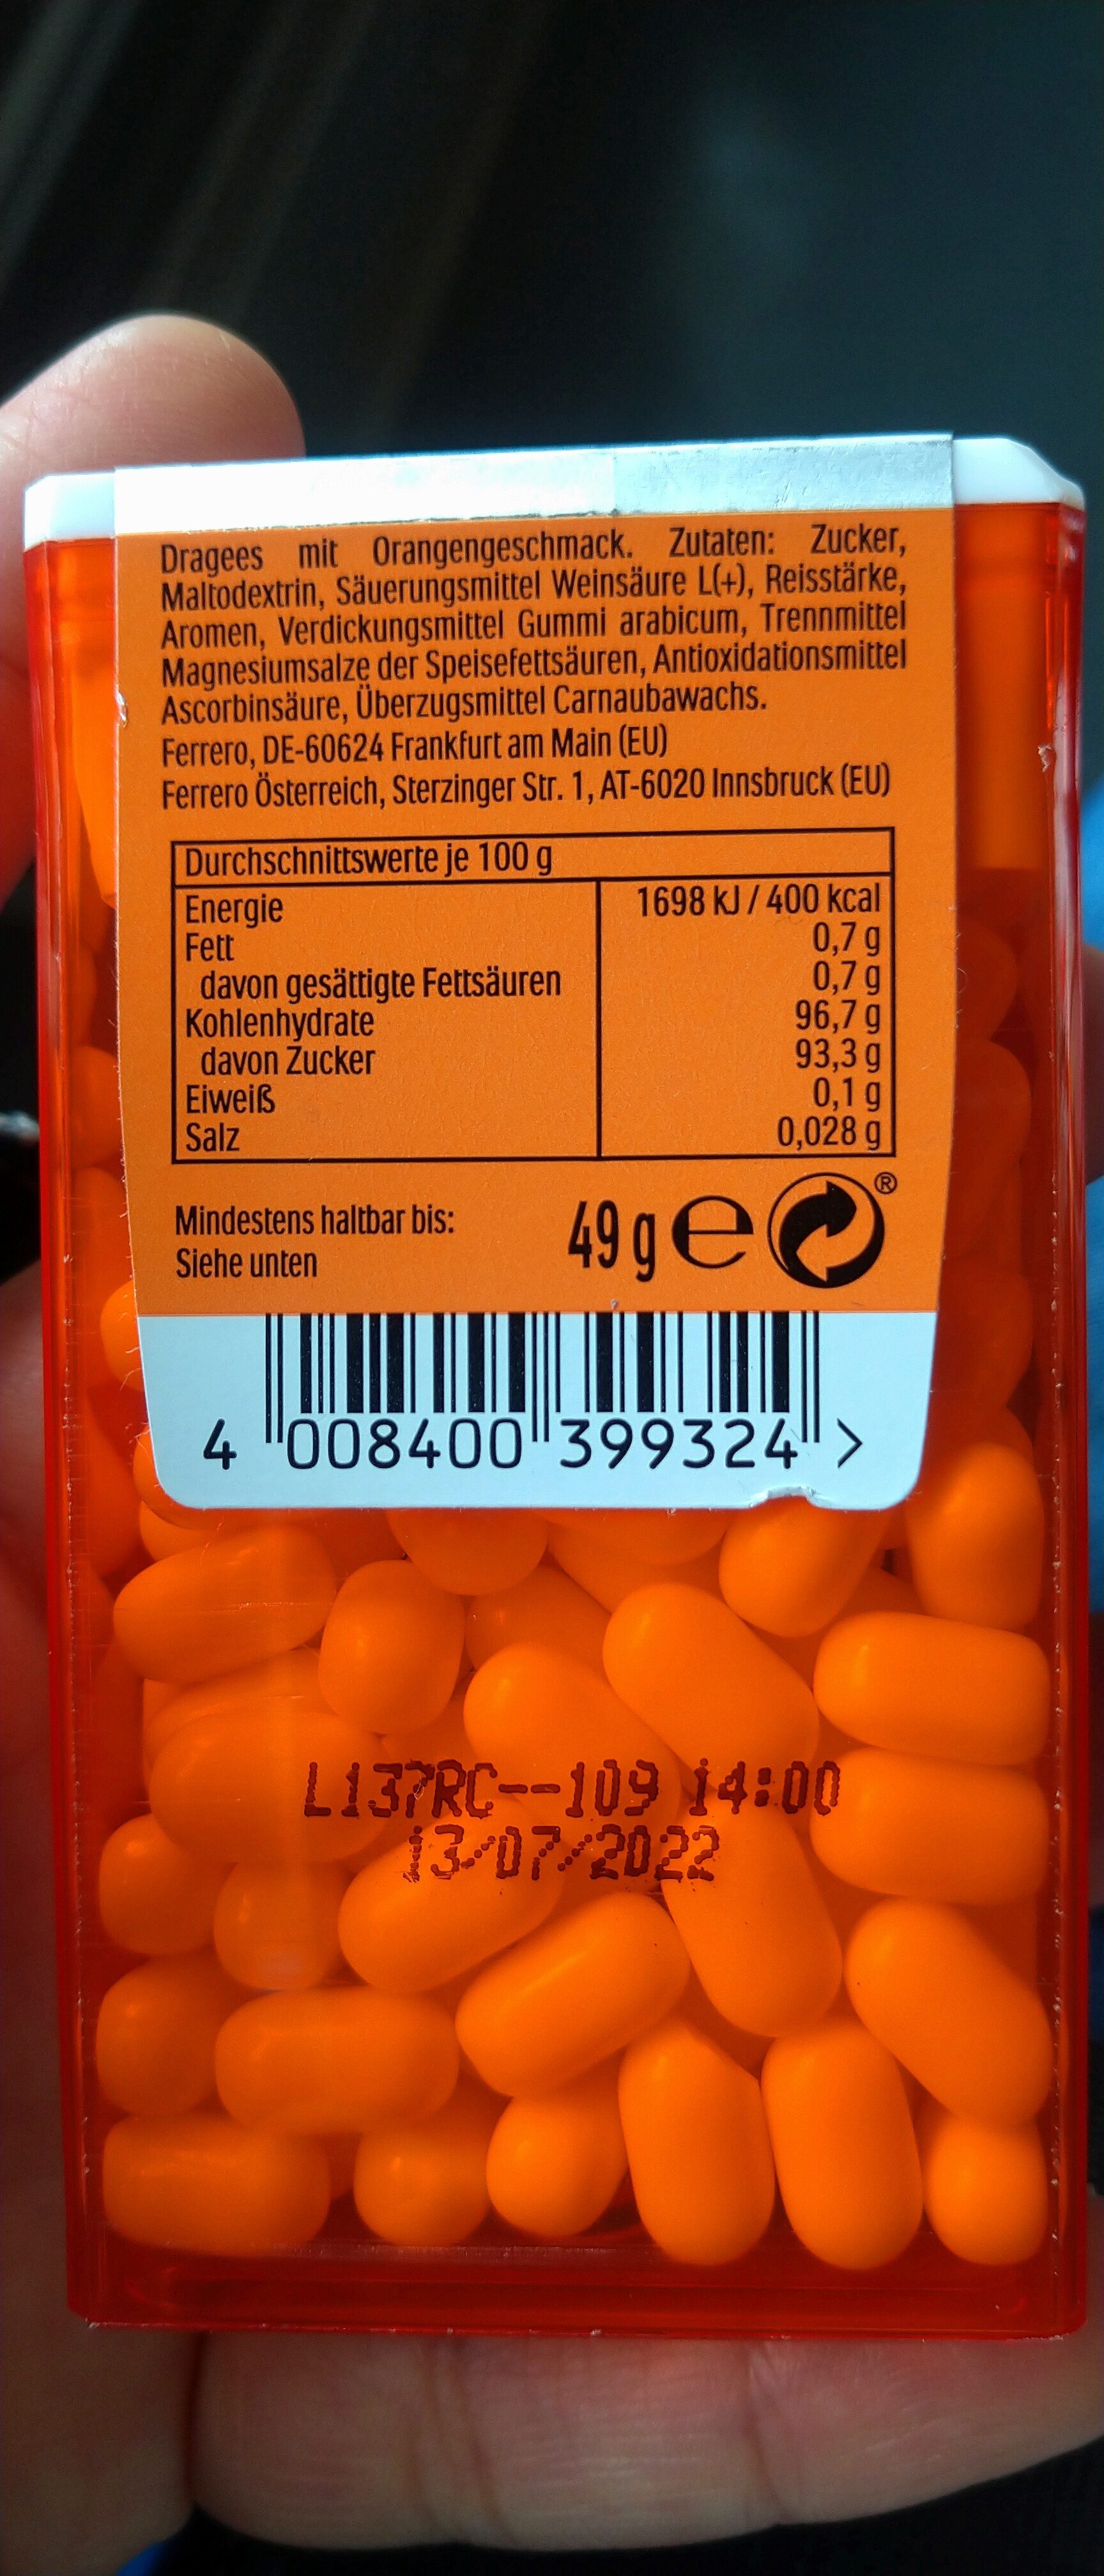 Dragees mit Orangengeschmack. Zutaten: Zucker,
Maltodextrin, Säuerungsmittel Weinsäure L(+), Reisstärke,
Aromen, Verdickungsmittel Gummi arabicum, Trennmittel
Magnesiumsalze der Speisefettsäuren, Antioxidationsmittel
Ascorbinsäure, Überzugsmittel Carnaubawachs.
Ferrero, DE-60624 Frankfurt am Main (EU)
Ferrero Österreich, Sterzinger Str. 1, AT-6020 Innsbruck (EU)
Durchschnittswerte je 100 g
Energie 1698 kJ / 400 kcal
Fett 0,7 g
davon gesättigte Fettsäuren 0,7 g
Kohlenhydrate 96,7 g
davon Zucker 93,3 g
Eiweiß 0,1 g
Salz 0,028 g
Mindestens haltbar bis:
Siehe unten
49 g e ®
4 008400 399324 >
L137RC--109 14:00
13/07/2022